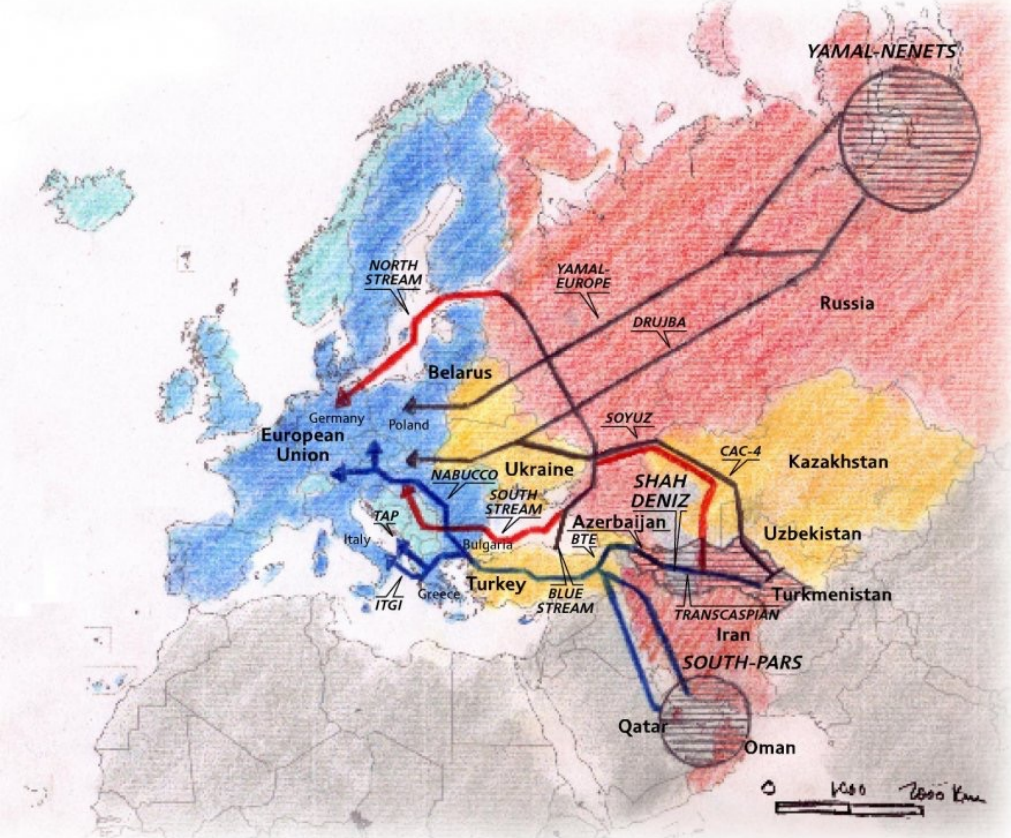 YAMAL-NENETS
NORTH
STREAM
YAMAL-
EUROPE
Russia
DRUJBA
Belarus
Germany
Poland
European
Union
SOYUZ
CAC-4
Kazakhstan
NABUCCO
Ukraine
SHAH
DENIZ
SOUTH
STREAM
TAP
Azerbaijan
BTE
Uzbekistan
Italy
Bulgaria
Turkey
Greece
ITGI
BLUE
STREAM
TRANSCASPIAN
Turkmenistan
Iran
SOUTH-PARS
Qatar
Oman
0 1000 2000 Km